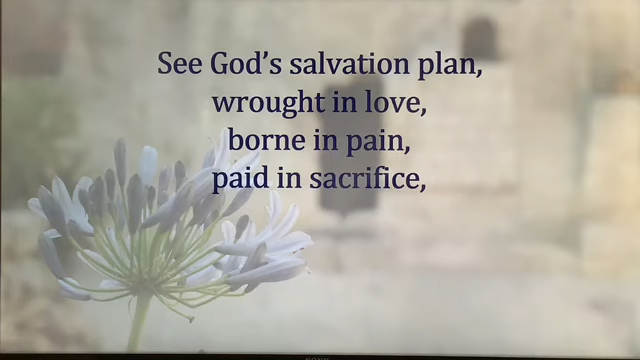 See God's salvation plan,
wrought in love,
borne in pain,
paid in sacrifice,